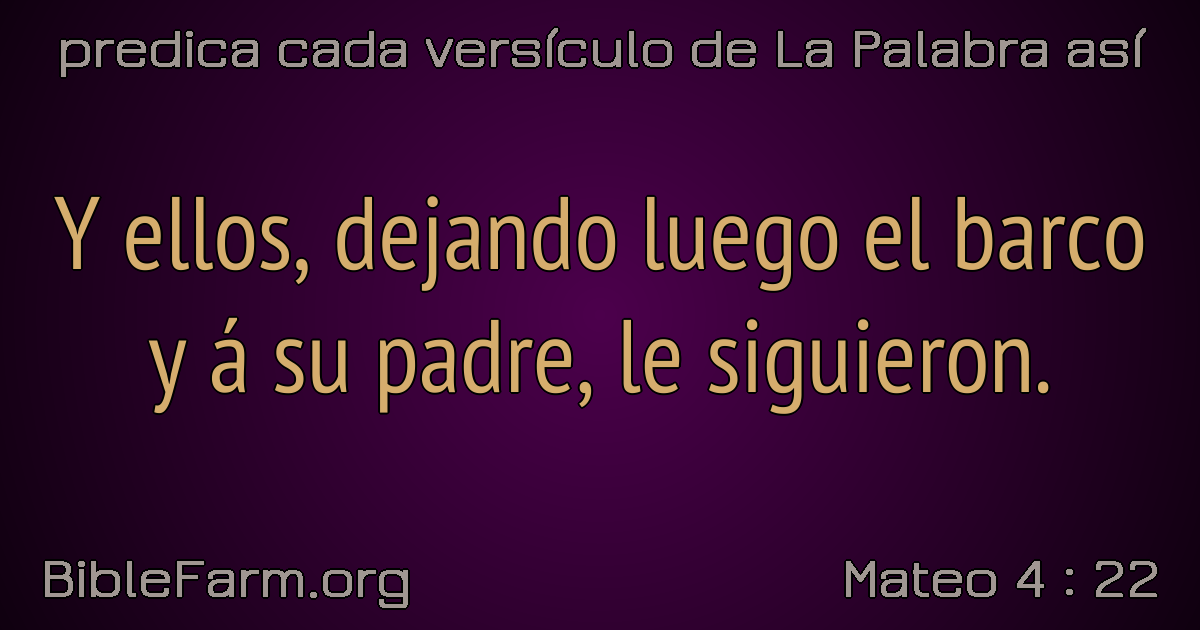 predica cada versículo de La Palabra así
Y ellos, dejando luego el barco
y á su padre, le siguieron.
BibleFarm.org
Mateo 4 : 22